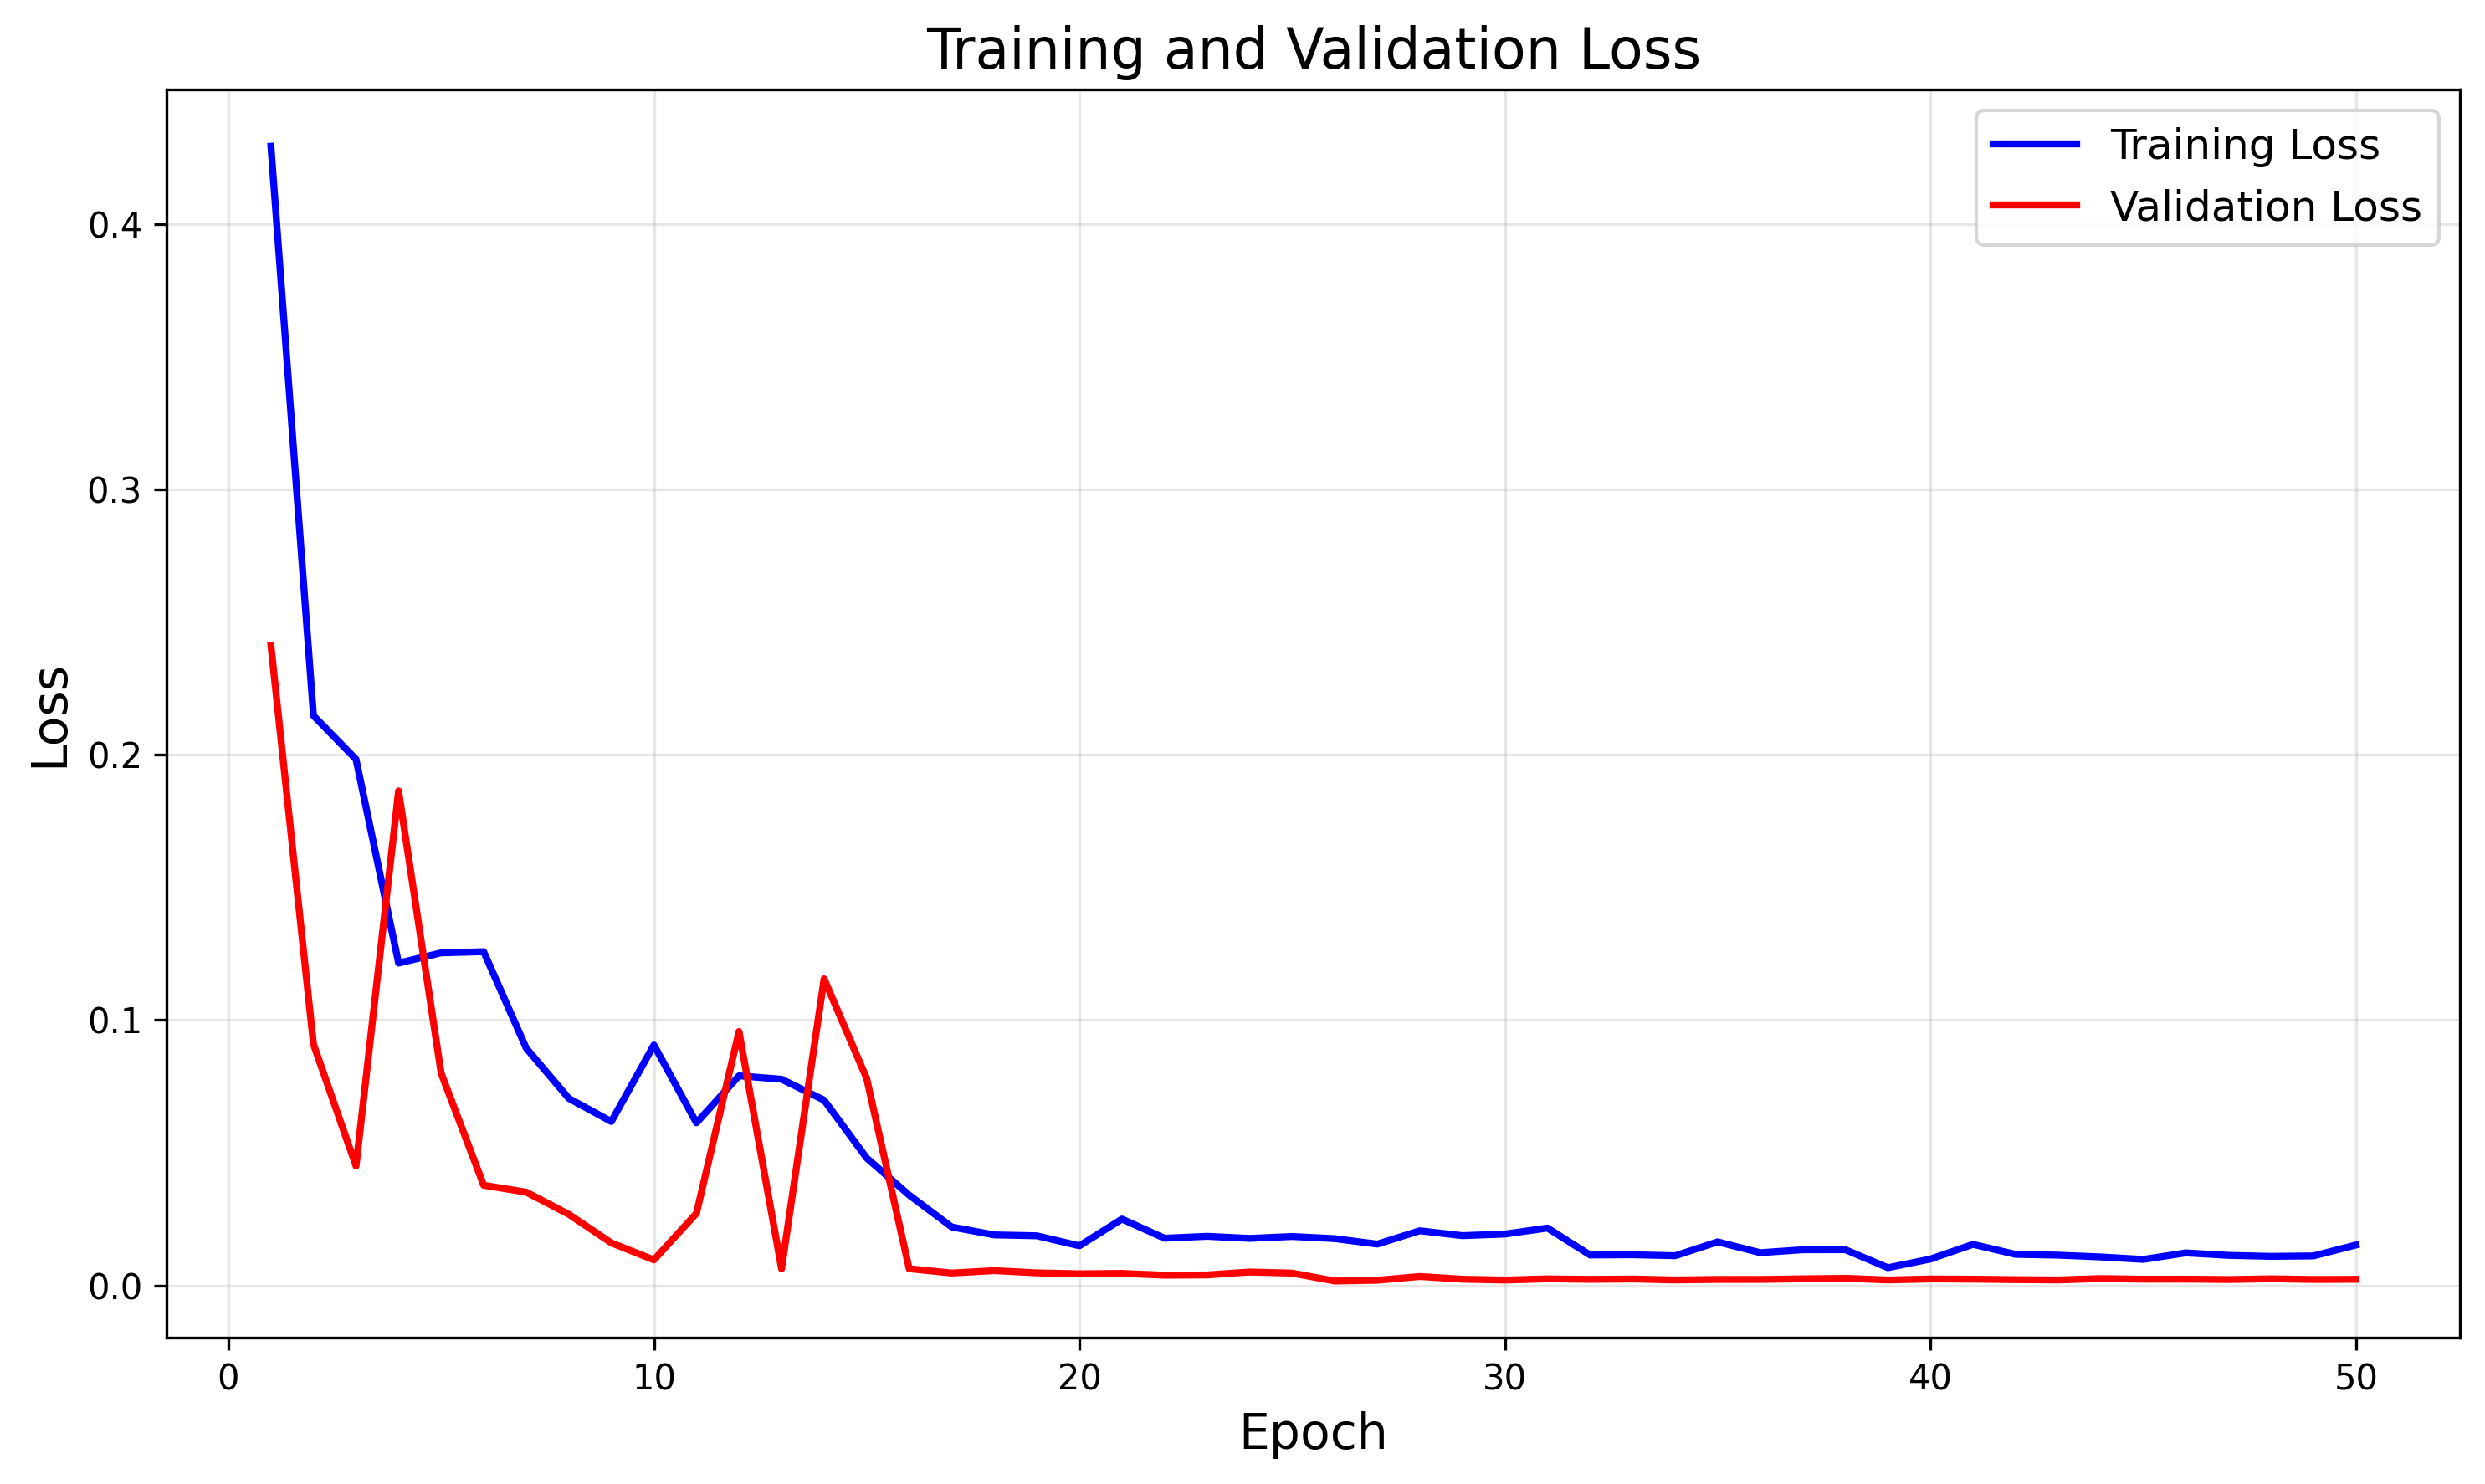 Training and Validation Loss
Training Loss
Validation Loss
0.4
0.3
0.2
0.1
0.0
Loss
0 10 20 30 40 50
Epoch